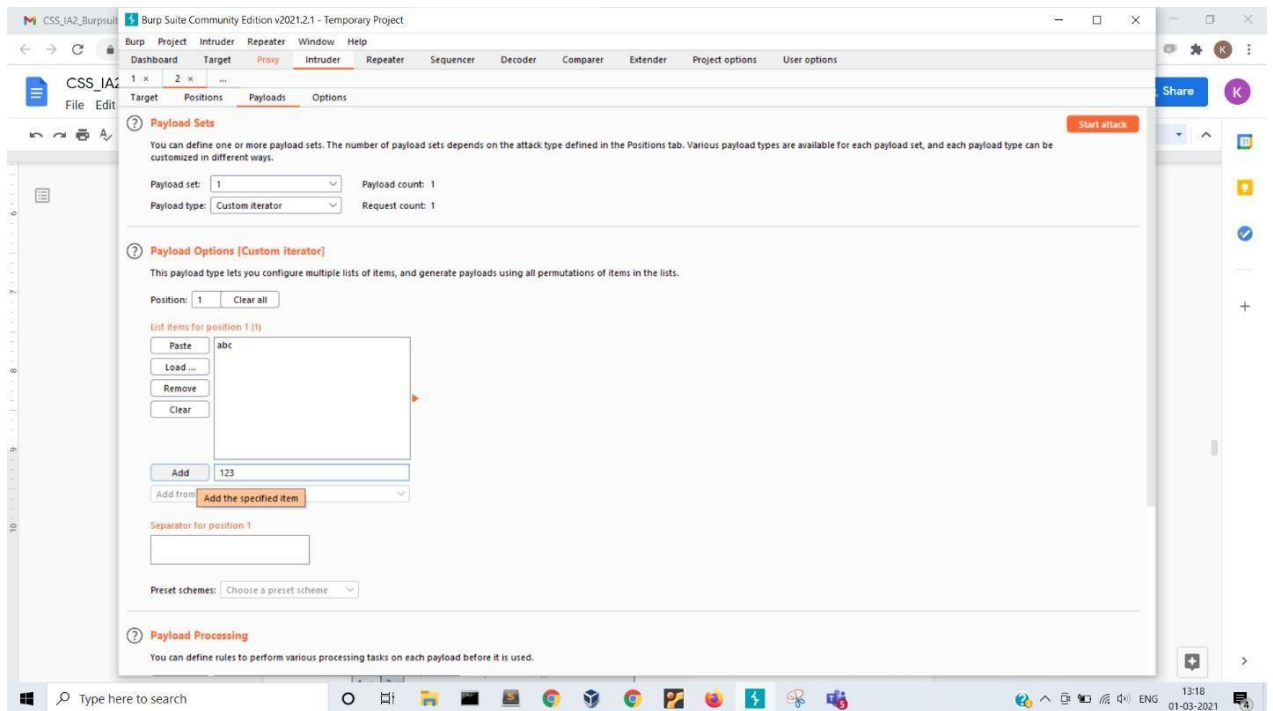 CSS_IA2_Burpsuit
Burp Suite Community Edition v2021.2.1 - Temporary Project
Burp Project Intruder Repeater Window Help
Dashboard Target Proxy Intruder Repeater Sequencer Decoder Comparer Extender Project options User options
1 × 2 × ...
Target Positions Payloads Options
CSS_IA2
File Edit
Share
K
K
Payload Sets
Start attack
You can define one or more payload sets. The number of payload sets depends on the attack type defined in the Positions tab. Various payload types are available for each payload set, and each payload type can be
customized in different ways.
Payload set: 1 Payload count: 1
Payload type: Custom iterator Request count: 1
Payload Options [Custom iterator]
This payload type lets you configure multiple lists of items, and generate payloads using all permutations of items in the lists.
Position: 1 Clear all
List items for position 1 (1)
Paste abc
Load ...
Remove
Clear
Add 123
Add from
Add the specified item
Separator for position 1
Preset schemes: Choose a preset scheme
Payload Processing
You can define rules to perform various processing tasks on each payload before it is used.
6
7
8
9
10
Type here to search
ENG
13:18
01-03-2021